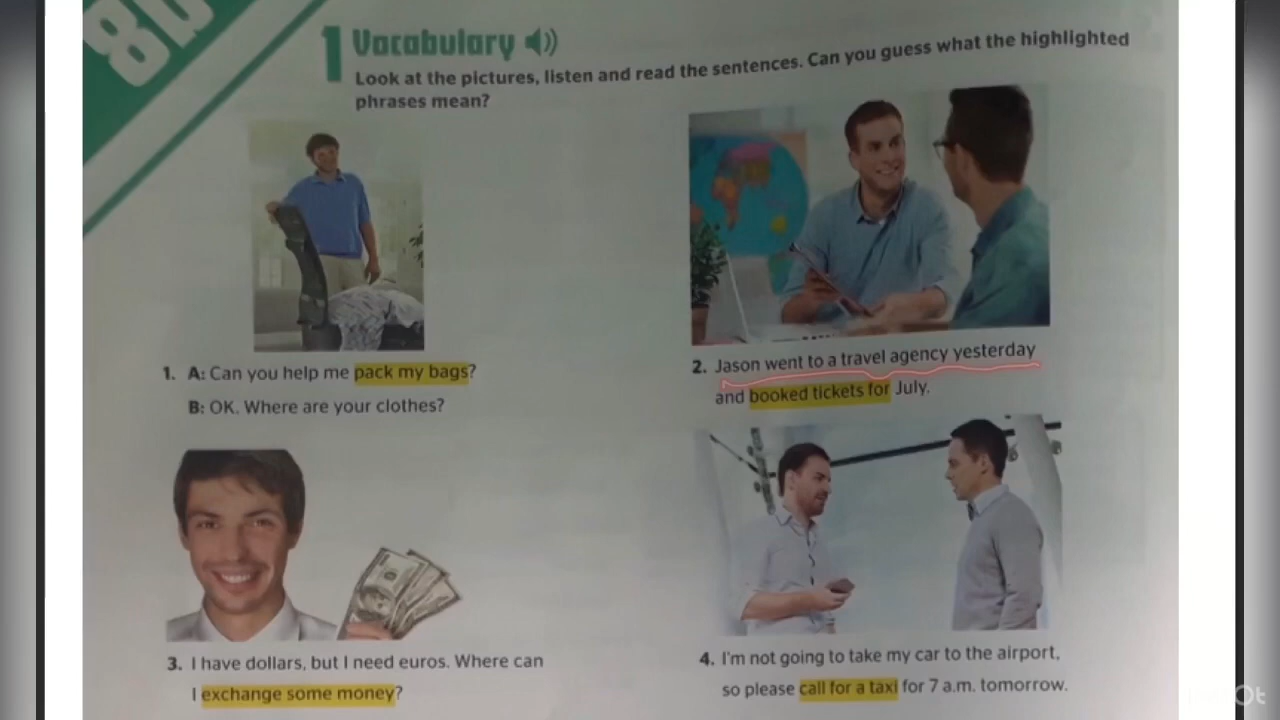 1 Vocabulary
Look at the pictures, listen and read the sentences. Can you guess what the highlighted
phrases mean?
1. A: Can you help me pack my bags?
B: OK. Where are your clothes?
2. Jason went to a travel agency yesterday
and booked tickets for July.
3. I have dollars, but I need euros. Where can
I exchange some money?
4. I'm not going to take my car to the airport,
so please call for a taxi for 7 a.m. tomorrow.